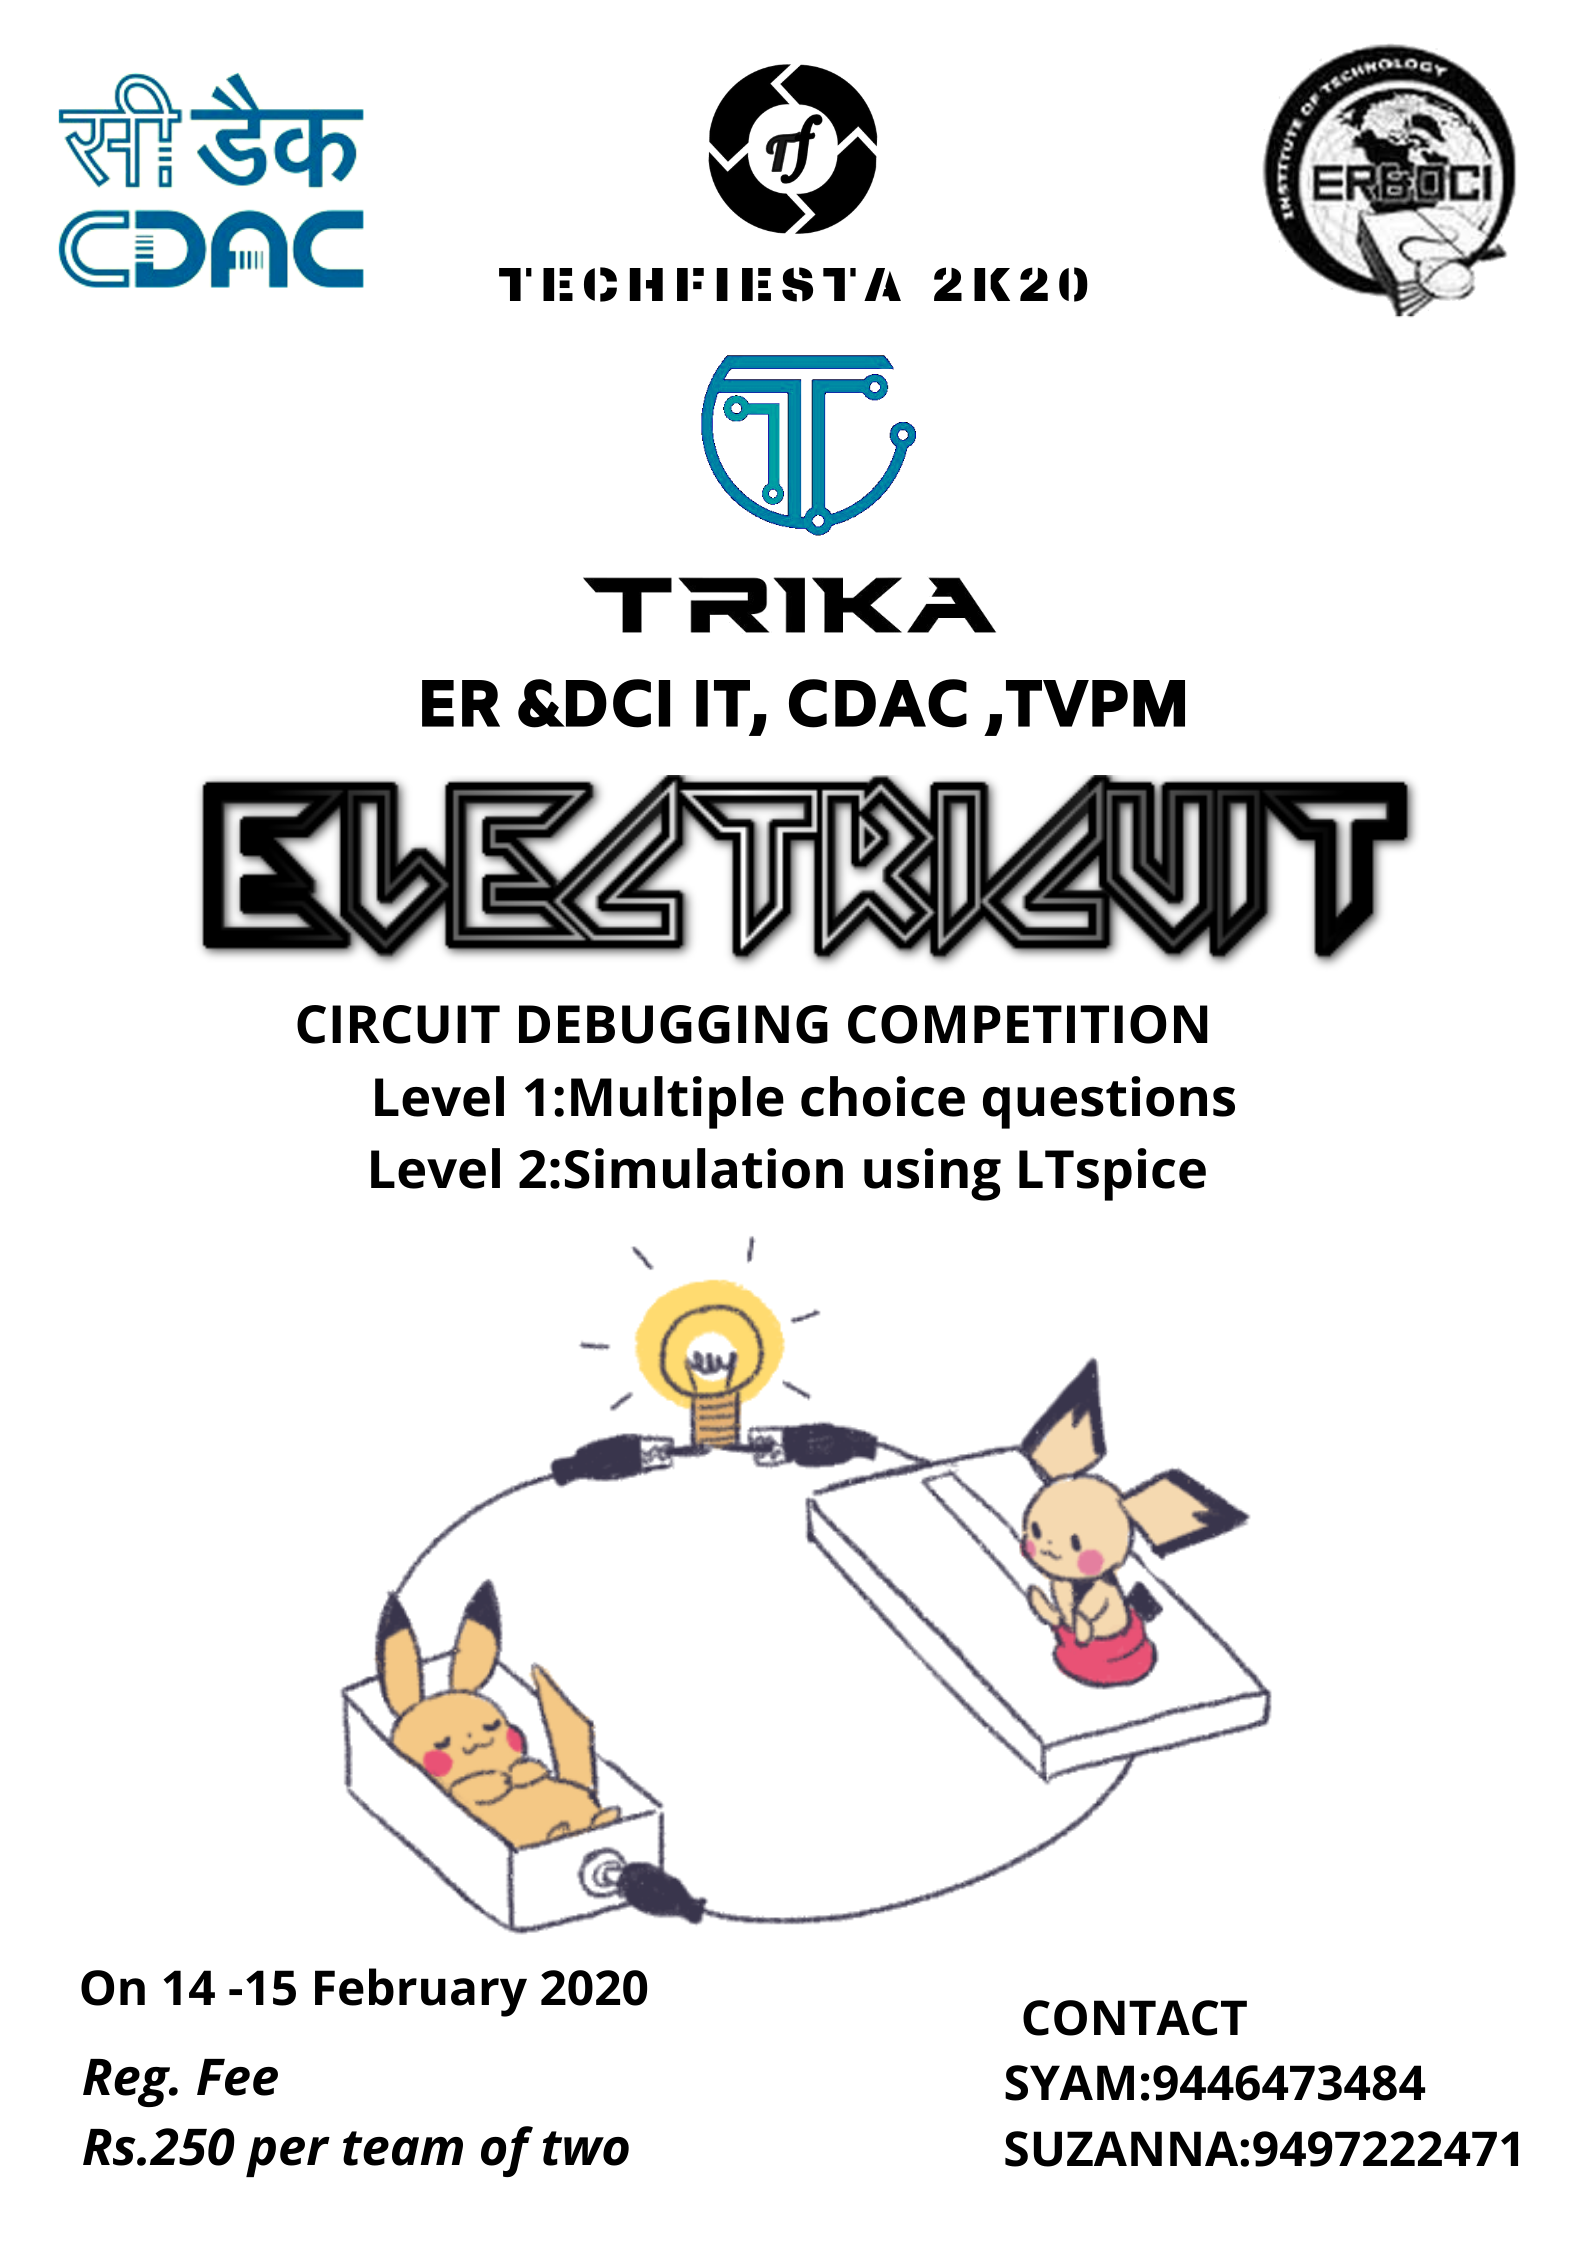 सी डैक
CDAC
Tf
TECHFIESTA 2K20
INSTITUTE OF TECHNOLOGY
ER&DCI
TRIKA
ER &DCI IT, CDAC ,TVPM
ELECTRICUIT
CIRCUIT DEBUGGING COMPETITION
Level 1:Multiple choice questions
Level 2:Simulation using LTspice
On 14 -15 February 2020
Reg. Fee
Rs.250 per team of two
CONTACT
SYAM:9446473484
SUZANNA:9497222471